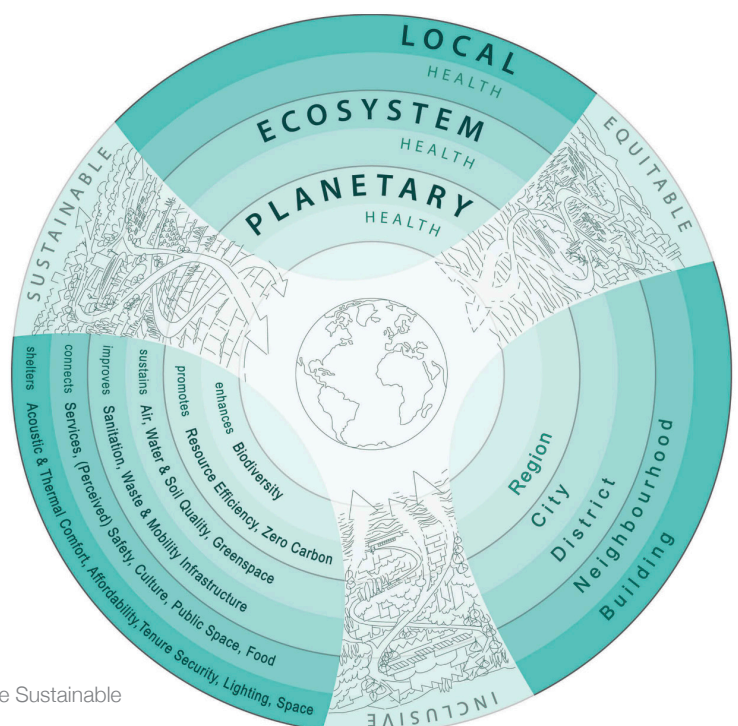 LOCAL
HEALTH
ECOSYSTEM
HEALTH
PLANETARY
HEALTH
SUSTAINABLE
EQUITABLE
INCLUSIVE
enhances Biodiversity
promotes Resource Efficiency, Zero Carbon
sustains Air, Water & Soil Quality, Greenspace
improves Sanitation, Waste & Mobility Infrastructure
connects Services, (Perceived) Safety, Culture, Public Space, Food
shelters Acoustic & Thermal Comfort, Affordability, Tenure Security, Lighting, Space
Region
City
District
Neighbourhood
Building
e Sustainable